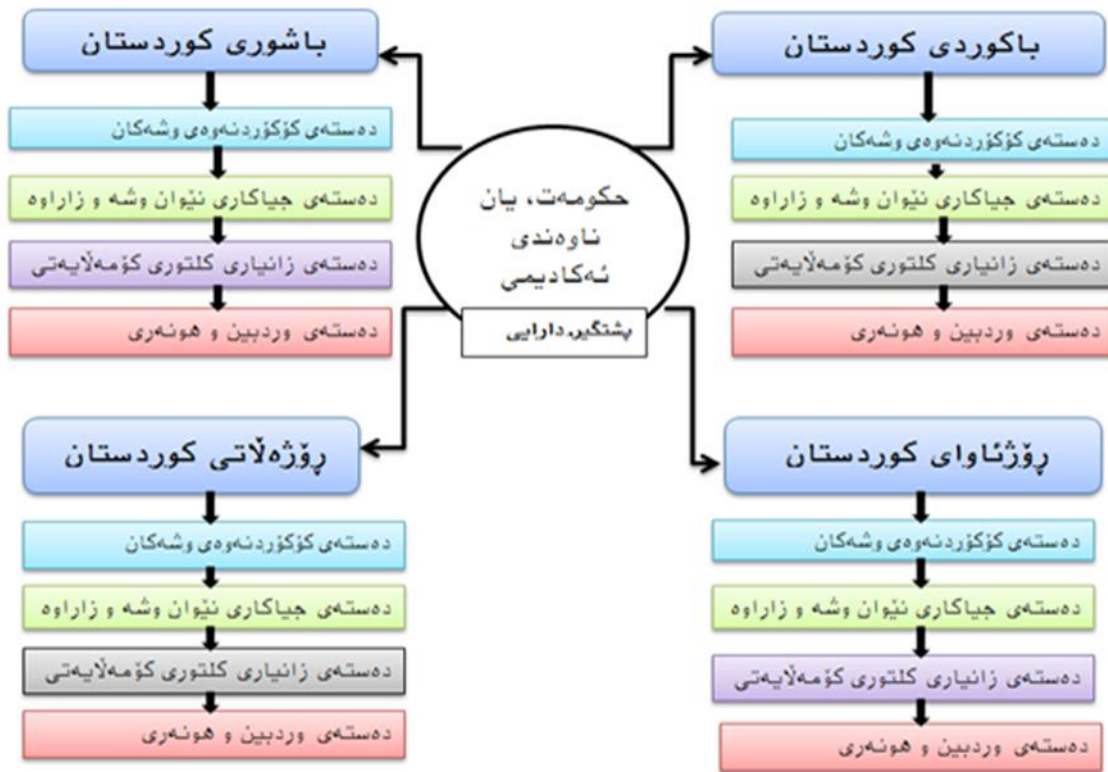 باکوردی کوردستان
دەستەی کۆکۆردنەوەی وشەکان
دەستەی جیاکاری نێوان وشە و زاراوە
دەستەی زانیاری کلتوری کۆمەڵایەتی
دەستەی وردبین و هونەری
حکومەت، یان
ناوەندی
ئەکادیمی
پشتگیر.دارایی
باشوری کوردستان
دەستەی کۆکۆردنەوەی وشەکان
دەستەی جیاکاری نێوان وشە و زاراوە
دەستەی زانیاری کلتوری کۆمەڵایەتی
دەستەی وردبین و هونەری
ڕۆژئاوای کوردستان
دەستەی کۆکۆردنەوەی وشەکان
دەستەی جیاکاری نێوان وشە و زاراوە
دەستەی زانیاری کلتوری کۆمەڵایەتی
دەستەی وردبین و هونەری
ڕۆژەڵاتی کوردستان
دەستەی کۆکۆردنەوەی وشەکان
دەستەی جیاکاری نێوان وشە و زاراوە
دەستەی زانیاری کلتوری کۆمەڵایەتی
دەستەی وردبین و هونەری